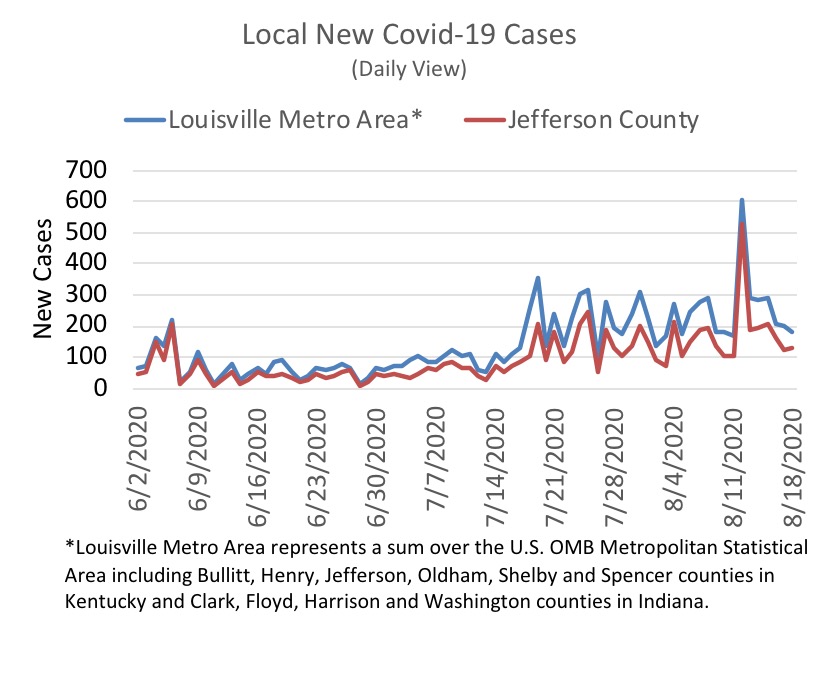 Local New Covid-19 Cases
(Daily View)
Louisville Metro Area* Jefferson County
New Cases
700
600
500
400
300
200
100
0
6/2/2020 6/9/2020 6/16/2020 6/23/2020 6/30/2020 7/7/2020 7/14/2020 7/21/2020 7/28/2020 8/4/2020 8/11/2020 8/18/2020
*Louisville Metro Area represents a sum over the U.S. OMB Metropolitan Statistical
Area including Bullitt, Henry, Jefferson, Oldham, Shelby and Spencer counties in
Kentucky and Clark, Floyd, Harrison and Washington counties in Indiana.